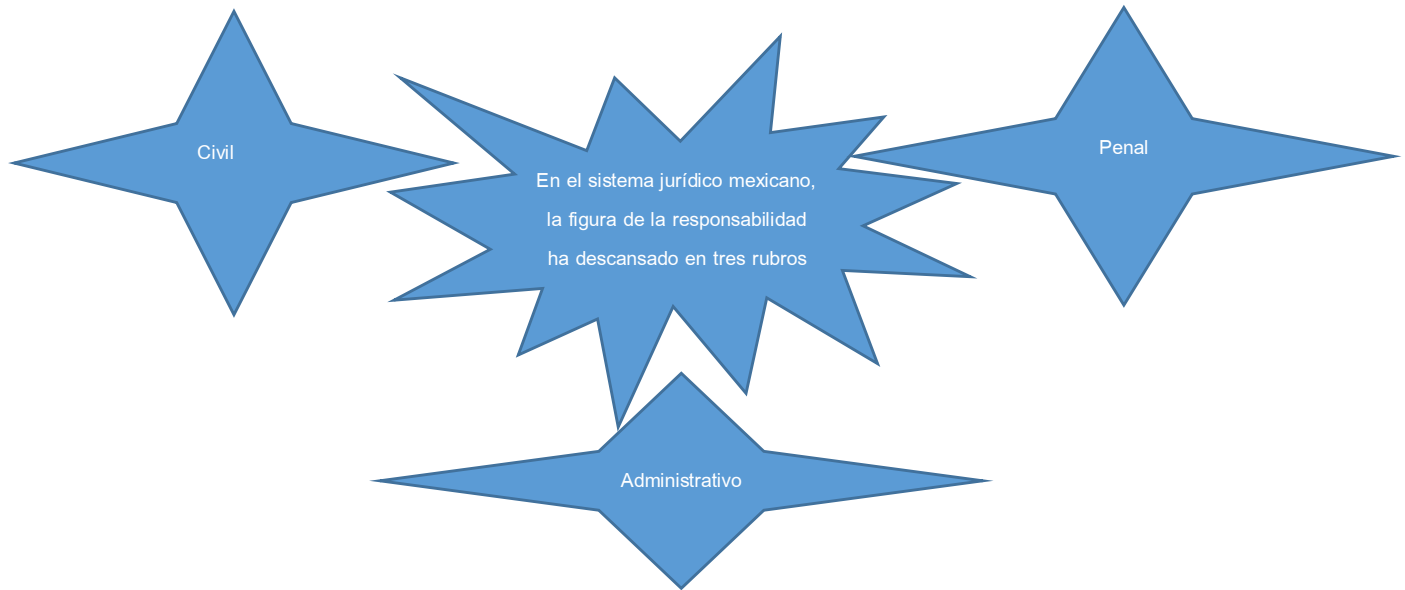 Civil
En el sistema jurídico mexicano,
la figura de la responsabilidad
ha descansado en tres rubros
Penal
Administrativo